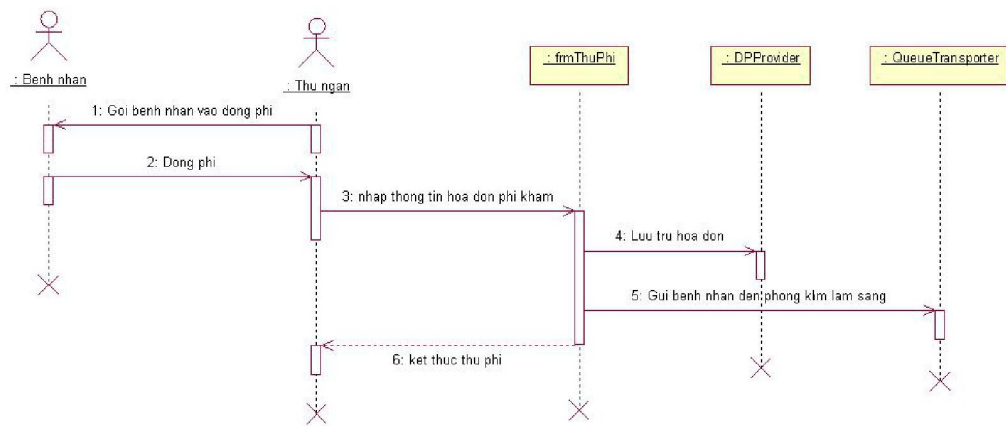 : Benh nhan
: Thu ngan
: frmThuPhi
: DPProvider
: QueueTransporter
1: Goi benh nhan vao dong phi
2: Dong phi
3: nhap thong tin hoa don phi kham
4: Luu tru hoa don
5: Gui benh nhan den phong klm lam sang
6: ket thuc thu phi